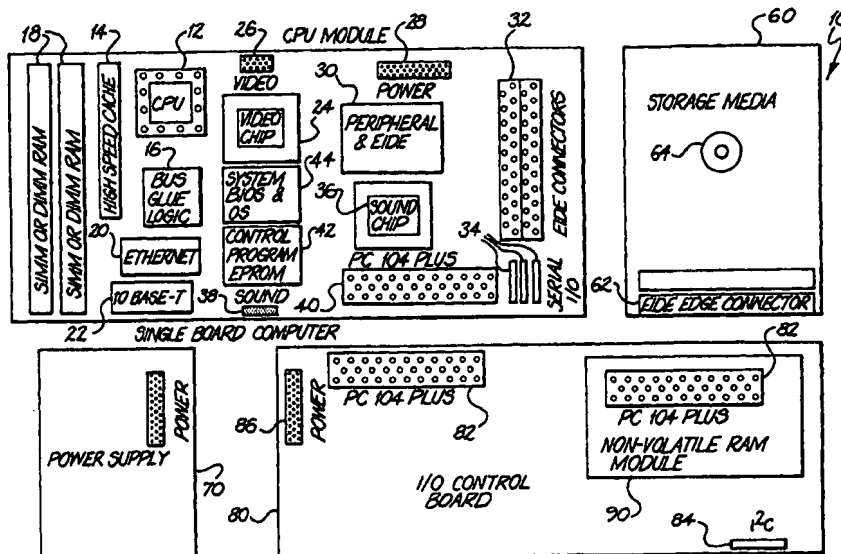 CPU MODULE
10
60
18
14
12
26
28
32
VIDEO
POWER
30
SIMM OR DIMM RAM
SIMM OR DIMM RAM
HIGH SPEED CACHE
CPU
VIDEO CHIP
24
PERIPHERAL & EIDE
EIDE CONNECTORS
STORAGE MEDIA
64
16
BUS GLUE LOGIC
SYSTEM BIOS & OS
44
36
SOUND CHIP
20
ETHERNET
CONTROL PROGRAM EPROM
42
34
PC 104 PLUS
SERIAL I/O
10 BASE-T
22
SOUND
38
40
62
EIDE EDGE CONNECTOR
SINGLE BOARD COMPUTER
82
POWER
86
POWER
PC 104 PLUS
82
PC 104 PLUS
POWER SUPPLY
70
NON-VOLATILE RAM MODULE
I/O CONTROL BOARD
80
90
84
I²C